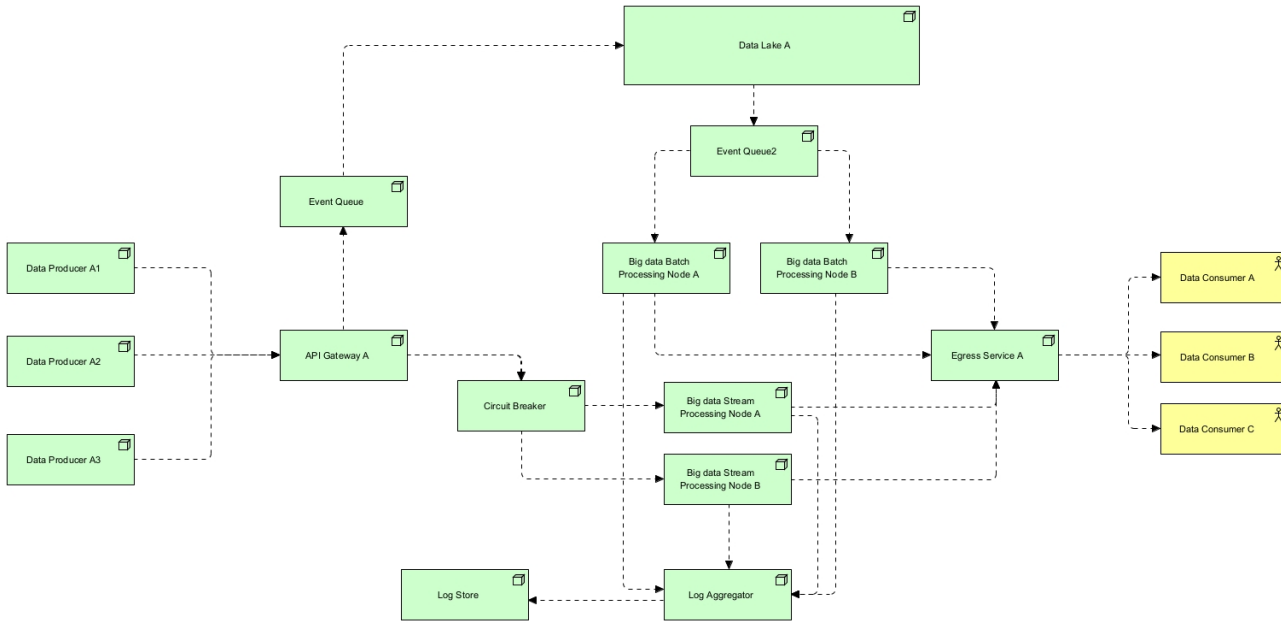 Data Lake A
Event Queue2
Event Queue
Data Producer A1
Big data Batch
Processing Node A
Big data Batch
Processing Node B
Data Consumer A
Data Producer A2
API Gateway A
Egress Service A
Data Consumer B
Circuit Breaker
Big data Stream
Processing Node A
Data Consumer C
Data Producer A3
Big data Stream
Processing Node B
Log Store
Log Aggregator